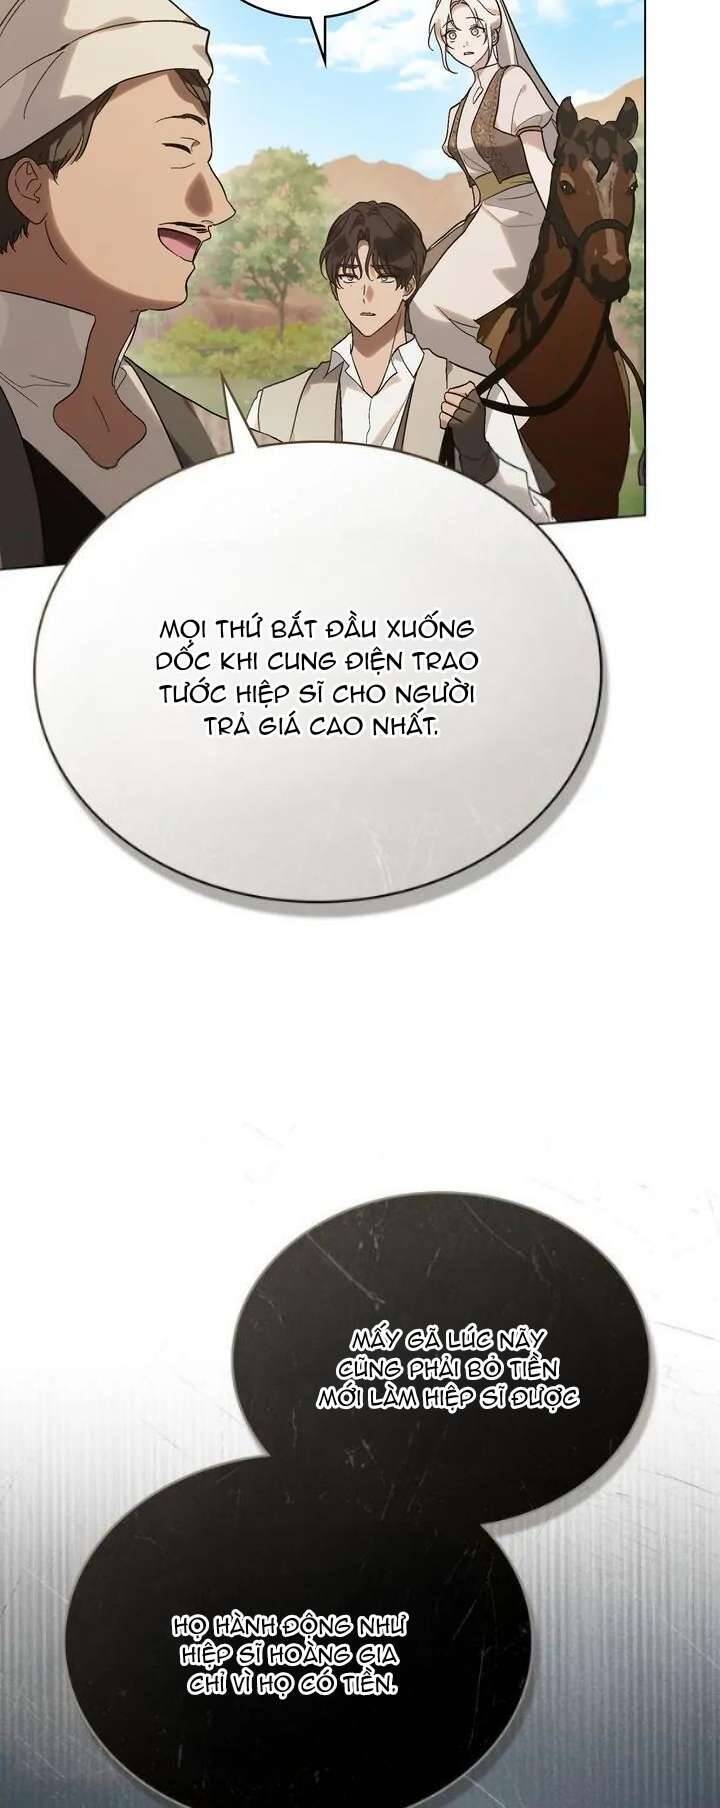 MỌI THỨ BẮT ĐẦU XUỐNG
DỐC KHI CUNG ĐIỆN TRAO
TƯỚC HIỆP SĨ CHO NGƯỜI
TRẢ GIÁ CAO NHẤT.
MẤY GÃ LÚC NÃY
CŨNG PHẢI BỎ TIỀN
MỚI LÀM HIỆP SĨ ĐƯỢC
HỌ HÀNH ĐỘNG NHƯ
HIỆP SĨ HOÀNG GIA
CHỈ VÌ HỌ CÓ TIỀN.